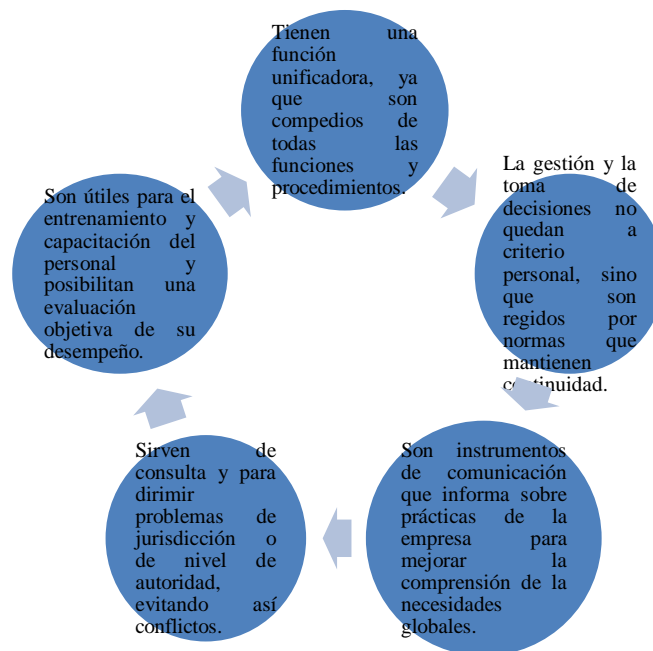 Tienen una
función
unificadora, ya
que son
compedios de
todas las
funciones y
procedimientos.
La gestión y la
toma de
decisiones no
quedan a
criterio
personal, sino
que son
regidos por
normas que
mantienen
continuidad.
Son instrumentos
de comunicación
que informa sobre
prácticas de la
empresa para
mejorar la
comprensión de la
necesidades
globales.
Sirven de
consulta y para
dirimir
problemas de
jurisdicción o
de nivel de
autoridad,
evitando así
conflictos.
Son útiles para el
entrenamiento y
capacitación del
personal y
posibilitan una
evaluación
objetiva de su
desempeño.